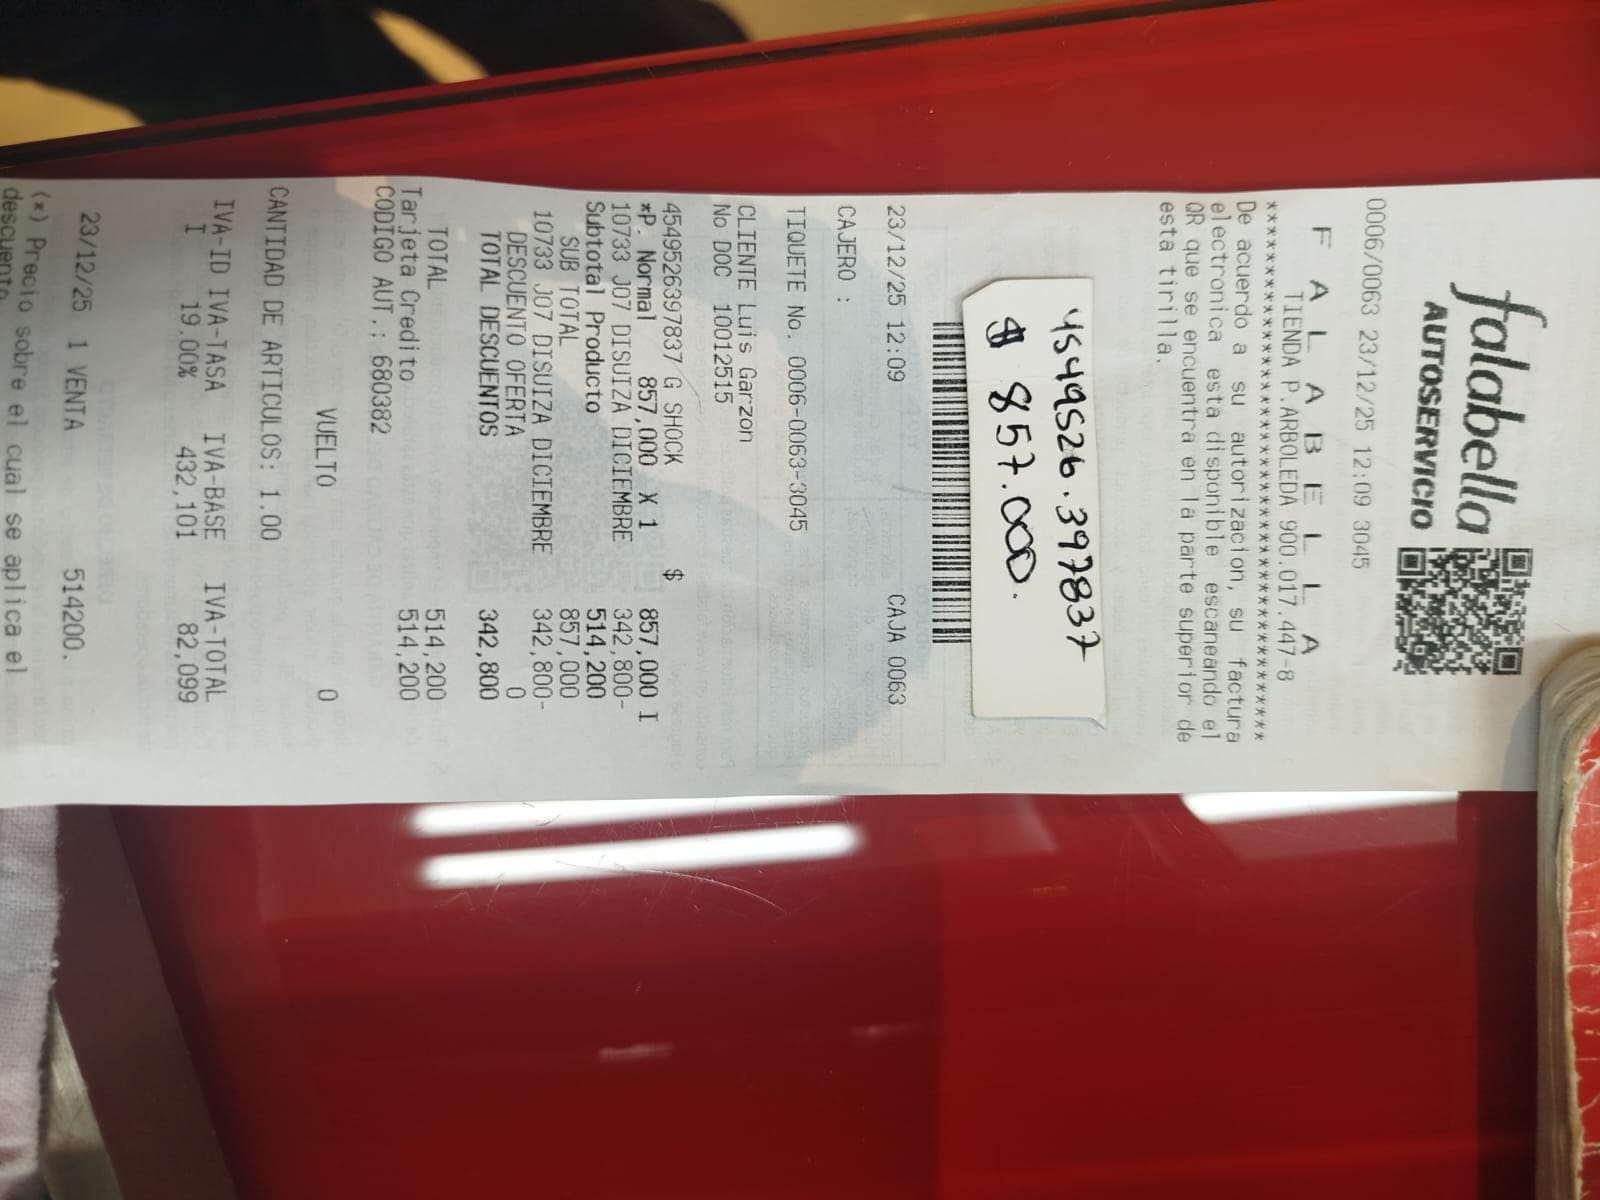 falabella
AUTOSERVICIO
0006/0063 23/12/25 12:09 3045
F A L A B E L L A
TIENDA P.ARBOLEDA 900.017.447-8
******************************************
De acuerdo a su autorizacion, su factura
electronica esta disponible escaneando el
QR que se encuentra en la parte superior de
esta tirilla.
4549526.397837
$ 857.000.
23/12/25 12:09 CAJA 0063
CAJERO :
TIQUETE No. 0006-0063-3045
CLIENTE Luis Garzon
No DOC 10012515
4549526397837 G SHOCK $
*P. Normal 857,000 X 1 857,000 I
10733 J07 DISUIZA DICIEMBRE 342,800-
Subtotal Producto 514,200
SUB TOTAL 857,000
10733 J07 DISUIZA DICIEMBRE 342,800-
DESCUENTO OFERTA 0
TOTAL DESCUENTOS 342,800
TOTAL 514,200
Tarjeta Credito 514,200
CODIGO AUT.: 680382
VUELTO 0
CANTIDAD DE ARTICULOS: 1.00
IVA-ID IVA-TASA IVA-BASE IVA-TOTAL
I 19.00% 432,101 82,099
23/12/25 1 VENTA 514200.
(*) Precio sobre el cual se aplica el
descuento